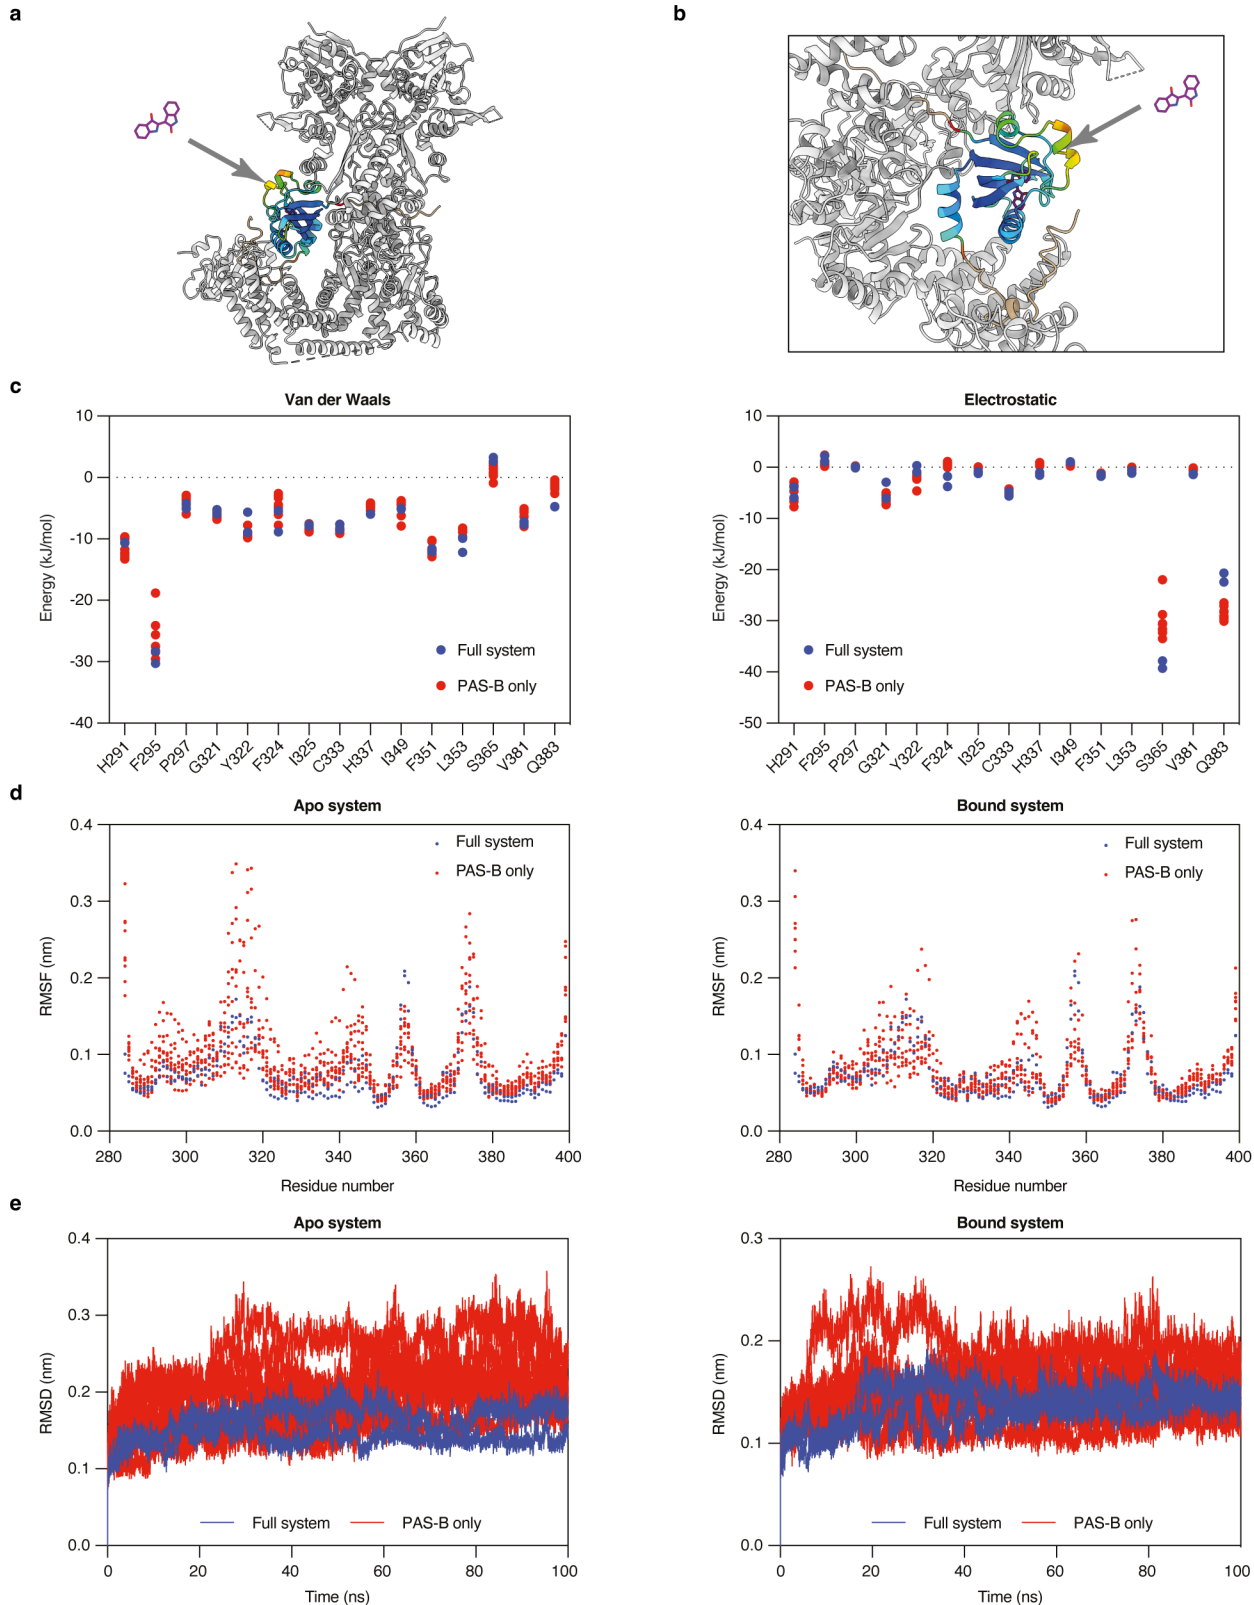 a
b
c
Van der Waals
10
0
-10
-20
-30
-40
Energy (kJ/mol)
Full system
PAS-B only
H291
F295
P297
G321
Y322
F324
I325
C333
H337
I349
F351
L353
S365
V381
Q383
Electrostatic
10
0
-10
-20
-30
-40
-50
Energy (kJ/mol)
Full system
PAS-B only
H291
F295
P297
G321
Y322
F324
I325
C333
H337
I349
F351
L353
S365
V381
Q383
d
Apo system
0.4
0.3
0.2
0.1
0.0
RMSF (nm)
Full system
PAS-B only
280
300
320
340
360
380
400
Residue number
Bound system
0.4
0.3
0.2
0.1
0.0
RMSF (nm)
Full system
PAS-B only
280
300
320
340
360
380
400
Residue number
e
Apo system
0.4
0.3
0.2
0.1
0.0
RMSD (nm)
Full system
PAS-B only
0
20
40
60
80
100
Time (ns)
Bound system
0.3
0.2
0.1
0.0
RMSD (nm)
Full system
PAS-B only
0
20
40
60
80
100
Time (ns)